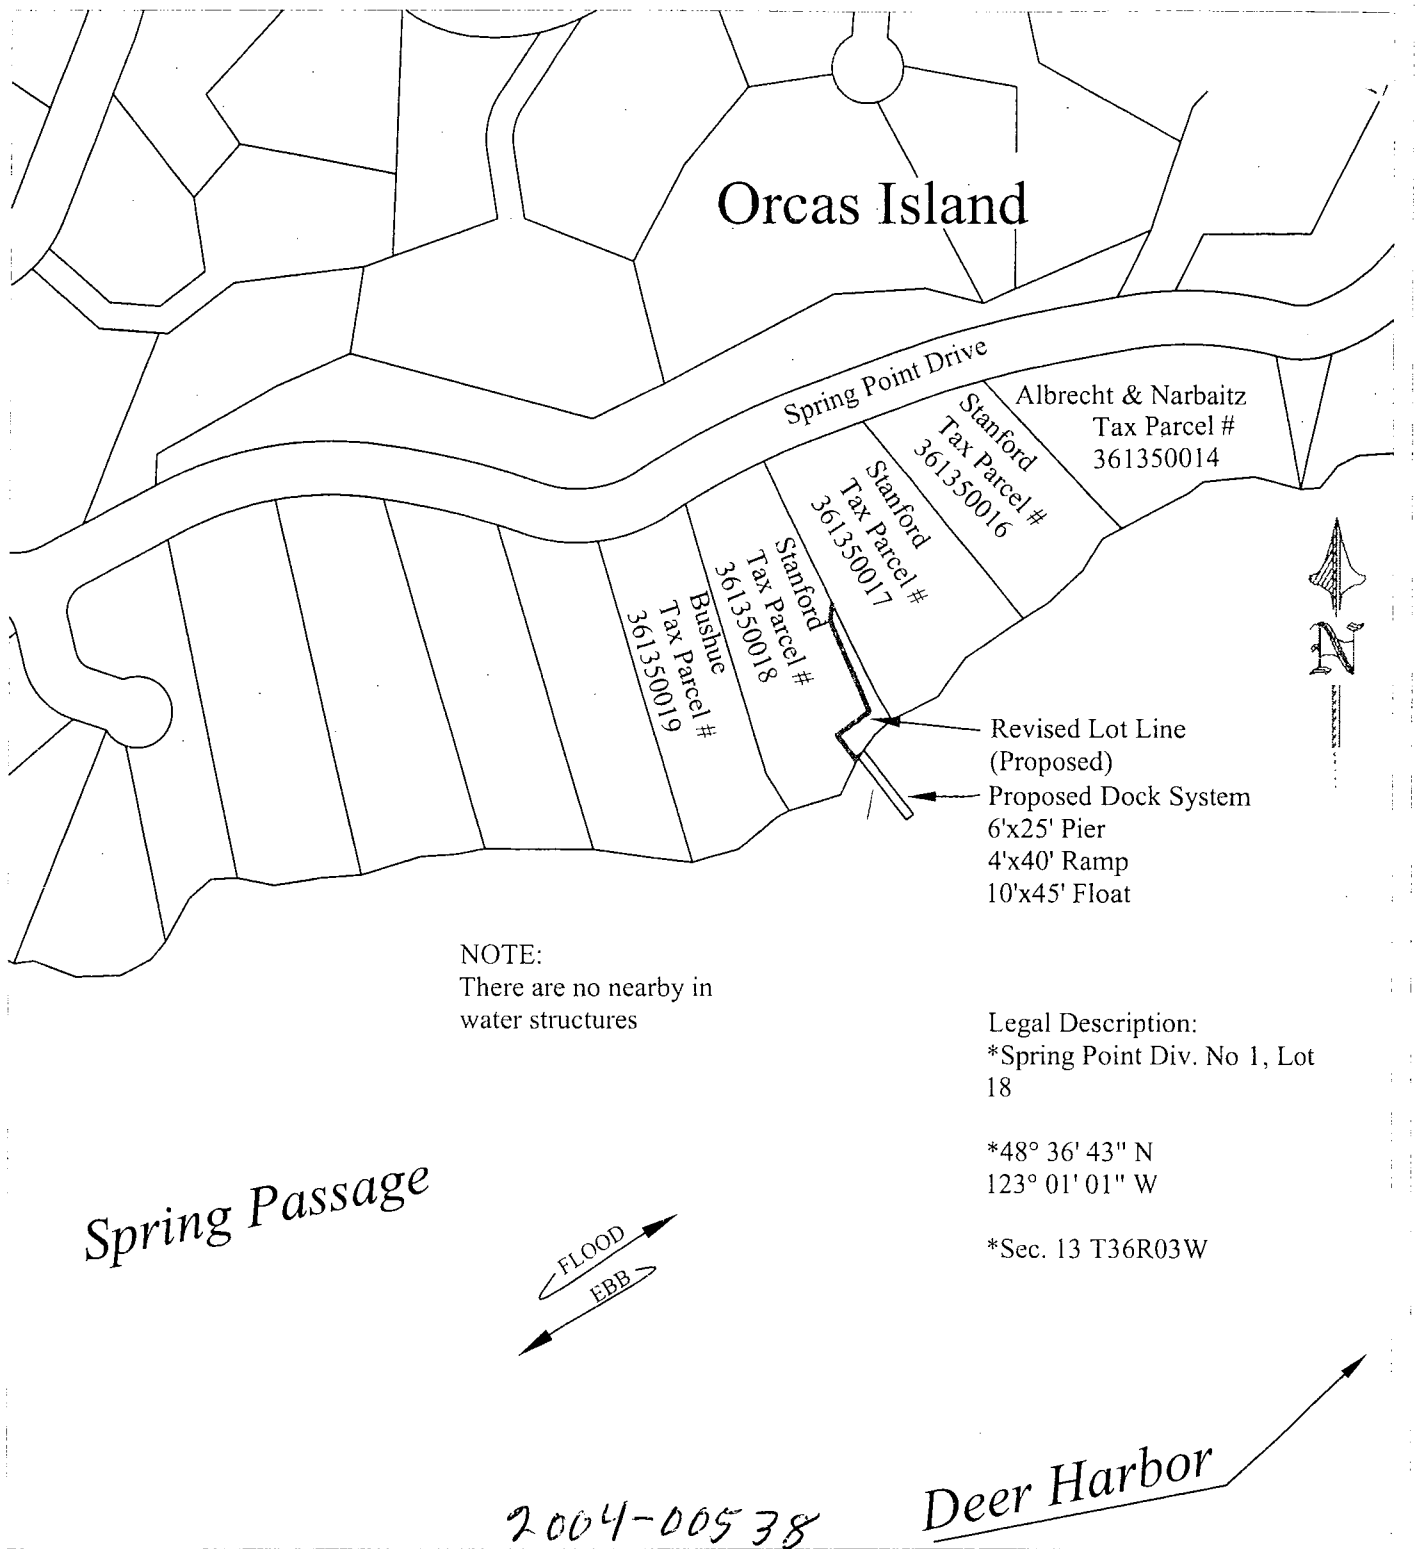 Orcas Island
Spring Point Drive
Albrecht & Narbaitz
Tax Parcel #
361350014
Stanford
Tax Parcel #
361350016
Stanford
Tax Parcel #
361350017
Stanford
Tax Parcel #
361350018
Bushue
Tax Parcel #
361350019
N
Revised Lot Line
(Proposed)
Proposed Dock System
6'x25' Pier
4'x40' Ramp
10'x45' Float
NOTE:
There are no nearby in
water structures
Legal Description:
*Spring Point Div. No 1, Lot
18
*48° 36' 43" N
123° 01' 01" W
*Sec. 13 T36R03W
Spring Passage
FLOOD
EBB
Deer Harbor
2004-00538